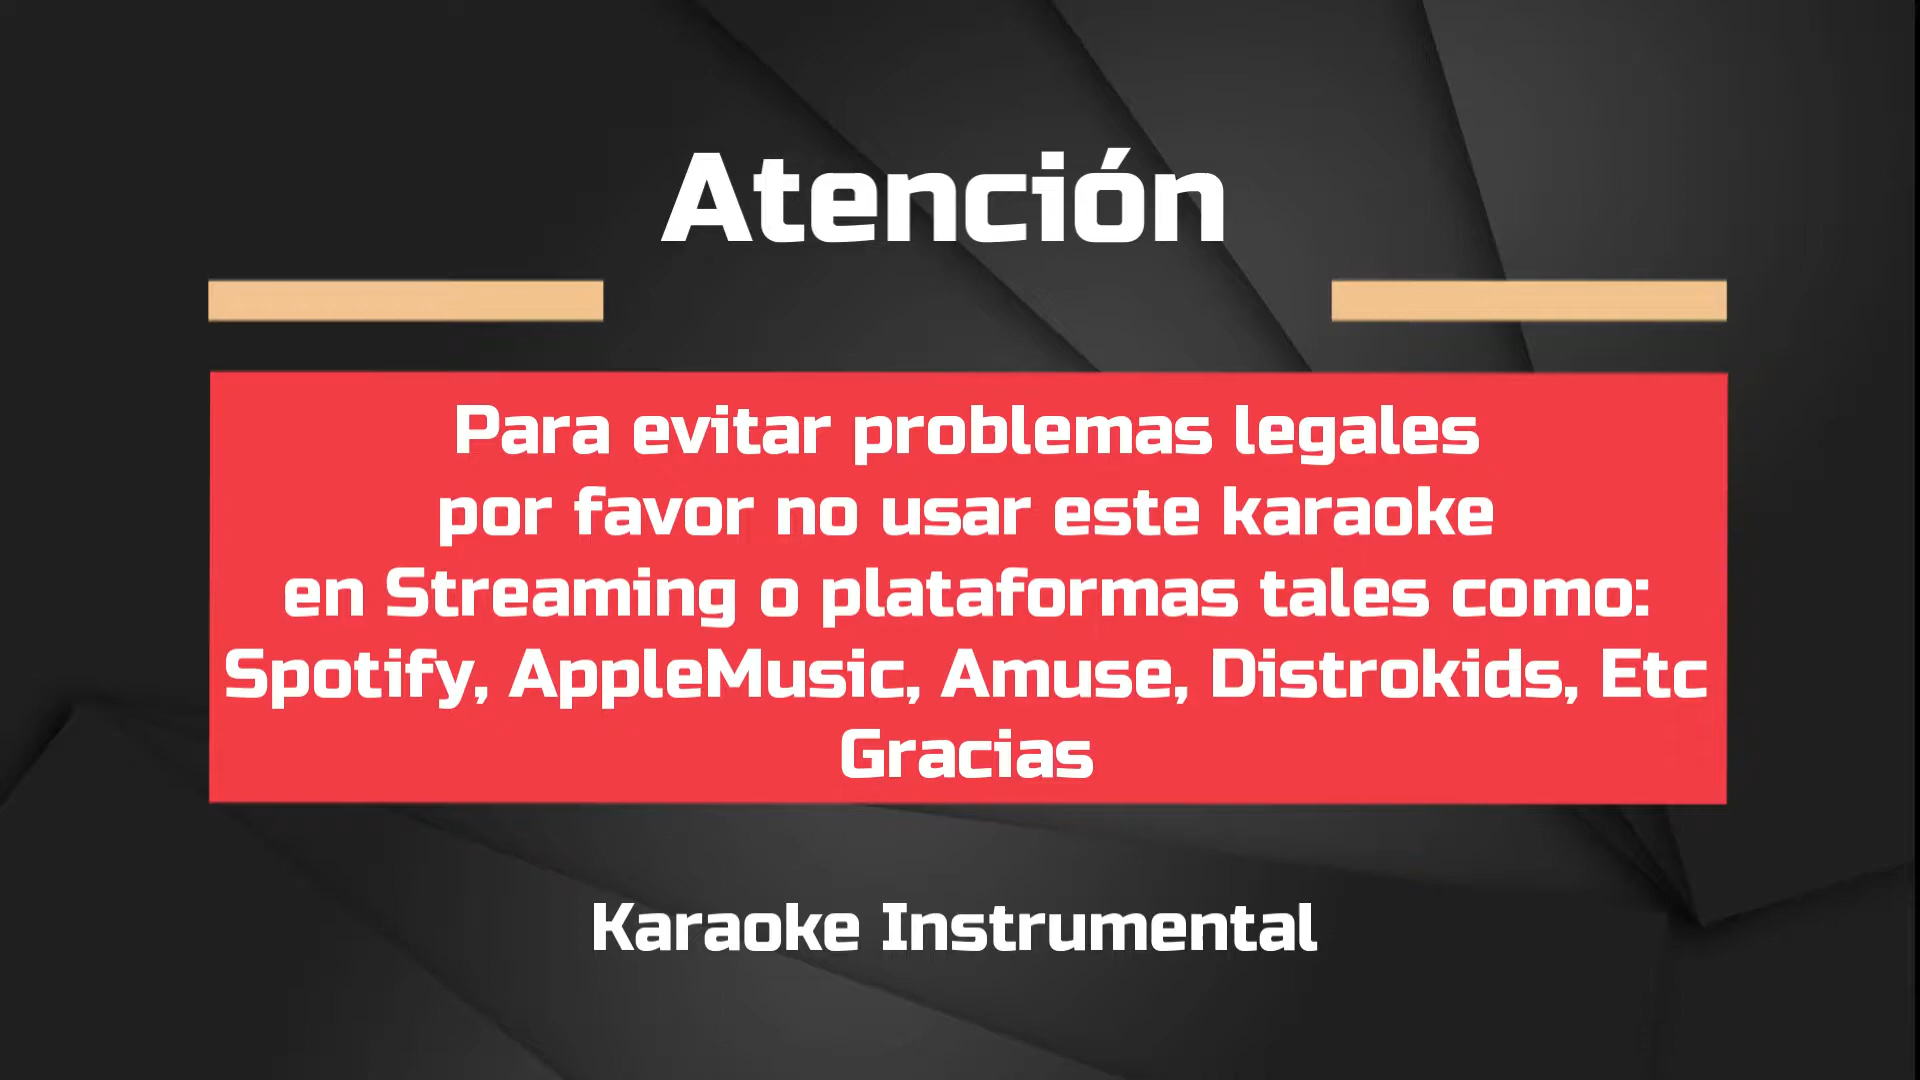 Atención
Para evitar problemas legales
por favor no usar este karaoke
en Streaming o plataformas tales como:
Spotify, AppleMusic, Amuse, Distrokids, Etc
Gracias
Karaoke Instrumental